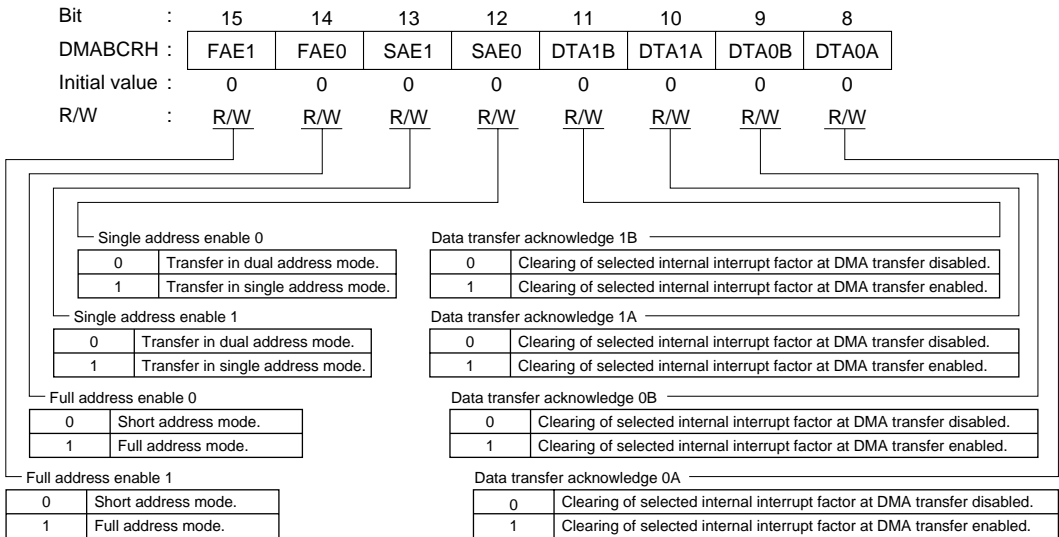 Bit : 15 14 13 12 11 10 9 8
DMABCRH : FAE1 FAE0 SAE1 SAE0 DTA1B DTA1A DTA0B DTA0A
Initial value : 0 0 0 0 0 0 0 0
R/W : R/W R/W R/W R/W R/W R/W R/W R/W
Single address enable 0
0 Transfer in dual address mode.
1 Transfer in single address mode.
Data transfer acknowledge 1B
0 Clearing of selected internal interrupt factor at DMA transfer disabled.
1 Clearing of selected internal interrupt factor at DMA transfer enabled.
Single address enable 1
0 Transfer in dual address mode.
1 Transfer in single address mode.
Data transfer acknowledge 1A
0 Clearing of selected internal interrupt factor at DMA transfer disabled.
1 Clearing of selected internal interrupt factor at DMA transfer enabled.
Full address enable 0
0 Short address mode.
1 Full address mode.
Data transfer acknowledge 0B
0 Clearing of selected internal interrupt factor at DMA transfer disabled.
1 Clearing of selected internal interrupt factor at DMA transfer enabled.
Full address enable 1
0 Short address mode.
1 Full address mode.
Data transfer acknowledge 0A
0 Clearing of selected internal interrupt factor at DMA transfer disabled.
1 Clearing of selected internal interrupt factor at DMA transfer enabled.